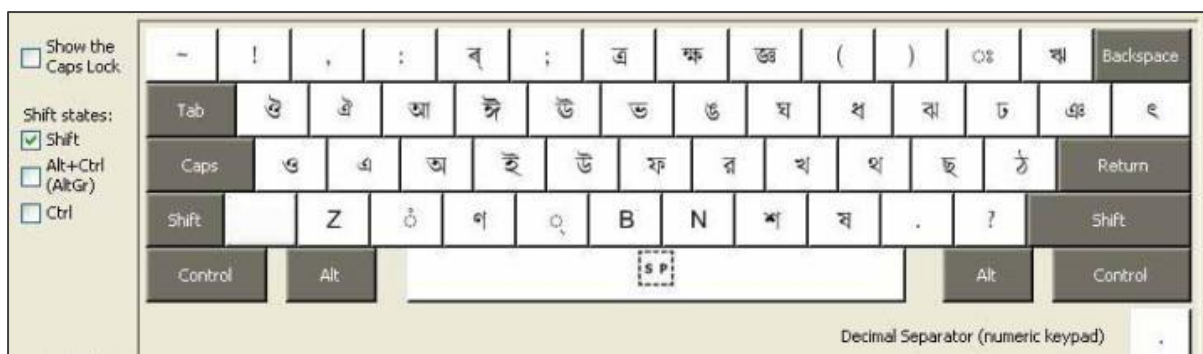 Show the
Caps Lock
Shift states:
Shift
Alt+Ctrl
(AltGr)
Ctrl
~ ! , : ব্ ; ত্র ক্ষ জ্ঞ ( ) ঃ ঋ Backspace
Tab ঔ ঐ আ ঈ ঊ ভ ঙ ঘ ধ ঝ ঢ ঞ ৎ
Caps ও এ অ ই উ ফ র খ থ ছ ঠ Return
Shift Z ঁ ণ ্ B N শ ষ . ? Shift
Control Alt SP Alt Control
Decimal Separator (numeric keypad) .